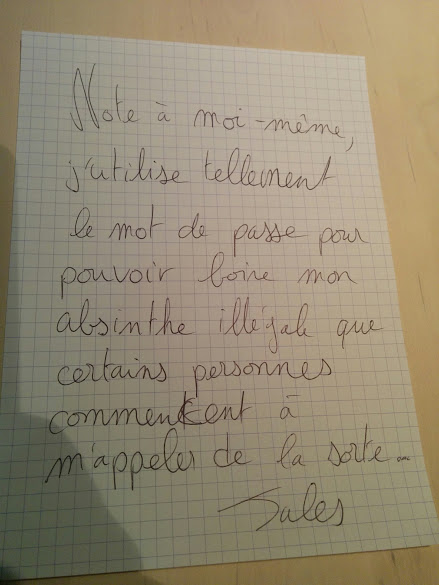 Note à moi-même,
j'utilise tellement
le mot de passe pour
pouvoir boire mon
absinthe illégale que
certains personnes
commencent à
m'appeler de la sorte...
Jules